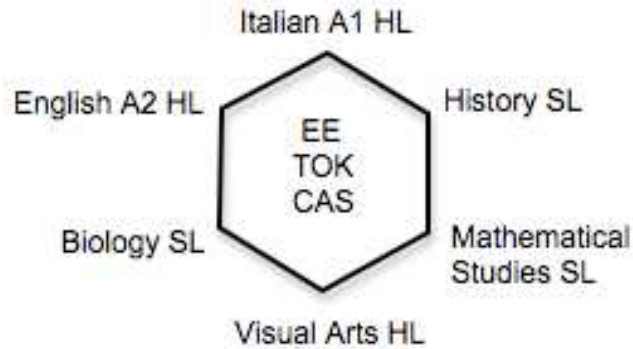 Italian A1 HL
English A2 HL
History SL
EE
TOK
CAS
Biology SL
Mathematical
Studies SL
Visual Arts HL